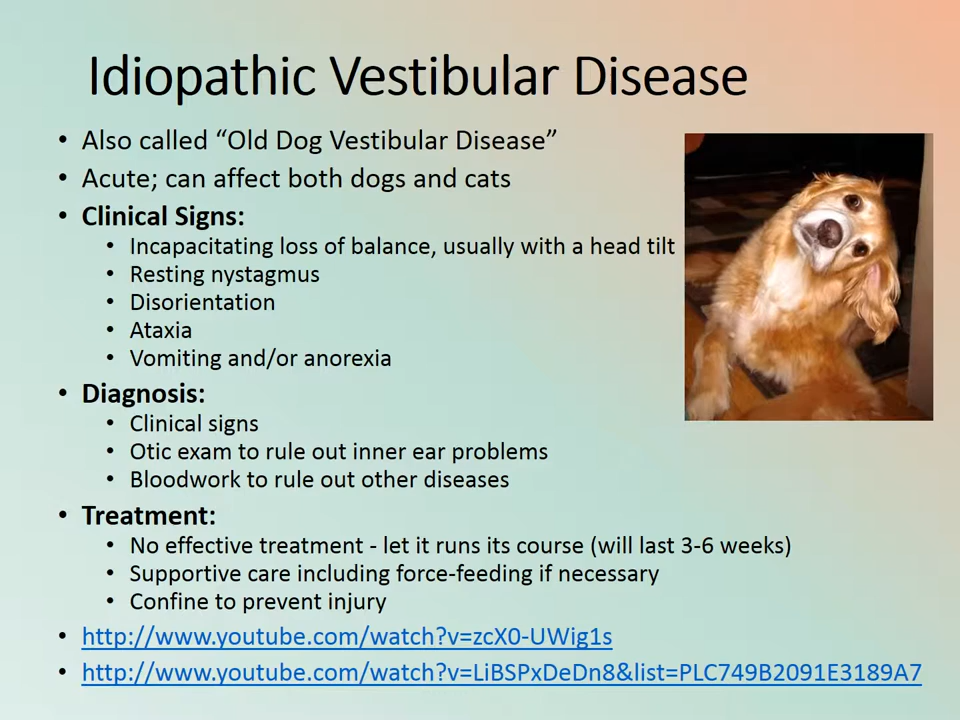 Idiopathic Vestibular Disease
• Also called “Old Dog Vestibular Disease”
• Acute; can affect both dogs and cats
• Clinical Signs:
• Incapacitating loss of balance, usually with a head tilt
• Resting nystagmus
• Disorientation
• Ataxia
• Vomiting and/or anorexia
• Diagnosis:
• Clinical signs
• Otic exam to rule out inner ear problems
• Bloodwork to rule out other diseases
• Treatment:
• No effective treatment - let it runs its course (will last 3-6 weeks)
• Supportive care including force-feeding if necessary
• Confine to prevent injury
• http://www.youtube.com/watch?v=zcX0-UWig1s
• http://www.youtube.com/watch?v=LiBSPxDeDn8&list=PLC749B2091E3189A7